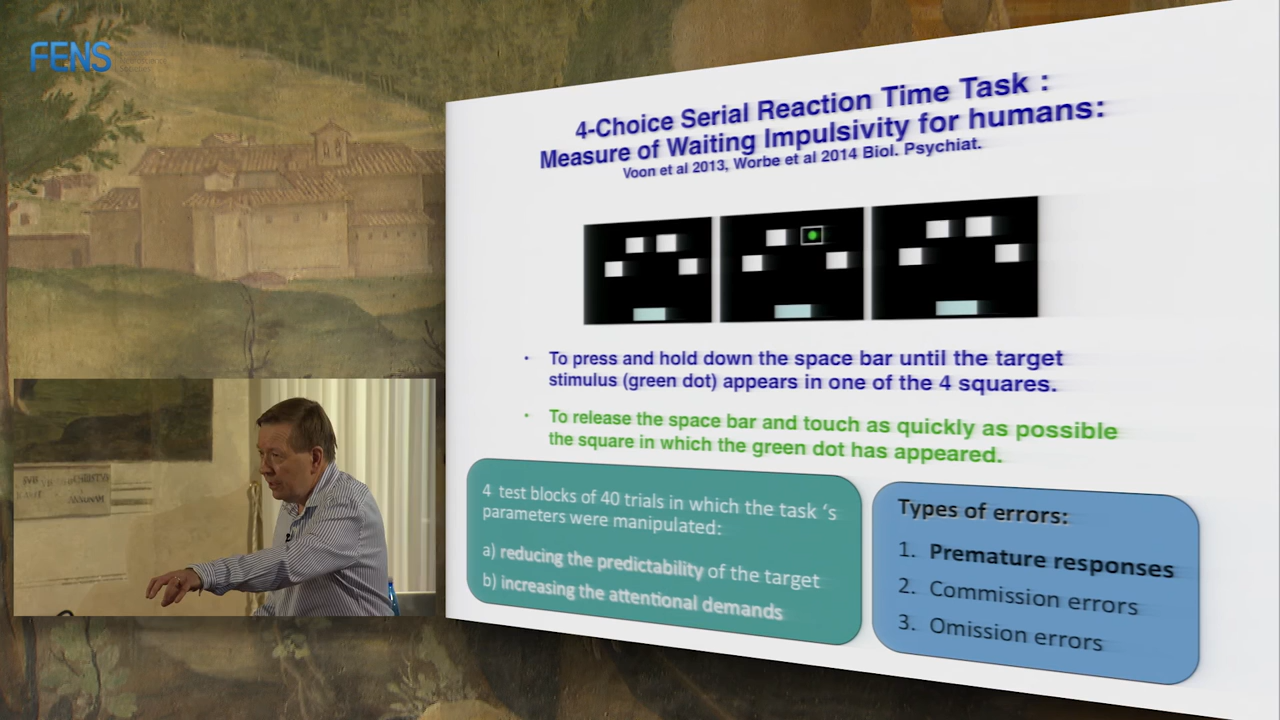 FENS
4-Choice Serial Reaction Time Task :
Measure of Waiting Impulsivity for humans:
Voon et al 2013, Worbe et al 2014 Biol. Psychiat.
• To press and hold down the space bar until the target
stimulus (green dot) appears in one of the 4 squares.
• To release the space bar and touch as quickly as possible
the square in which the green dot has appeared.
4 test blocks of 40 trials in which the task ‘s
parameters were manipulated:
a) reducing the predictability of the target
b) increasing the attentional demands
Types of errors:
1. Premature responses
2. Commission errors
3. Omission errors